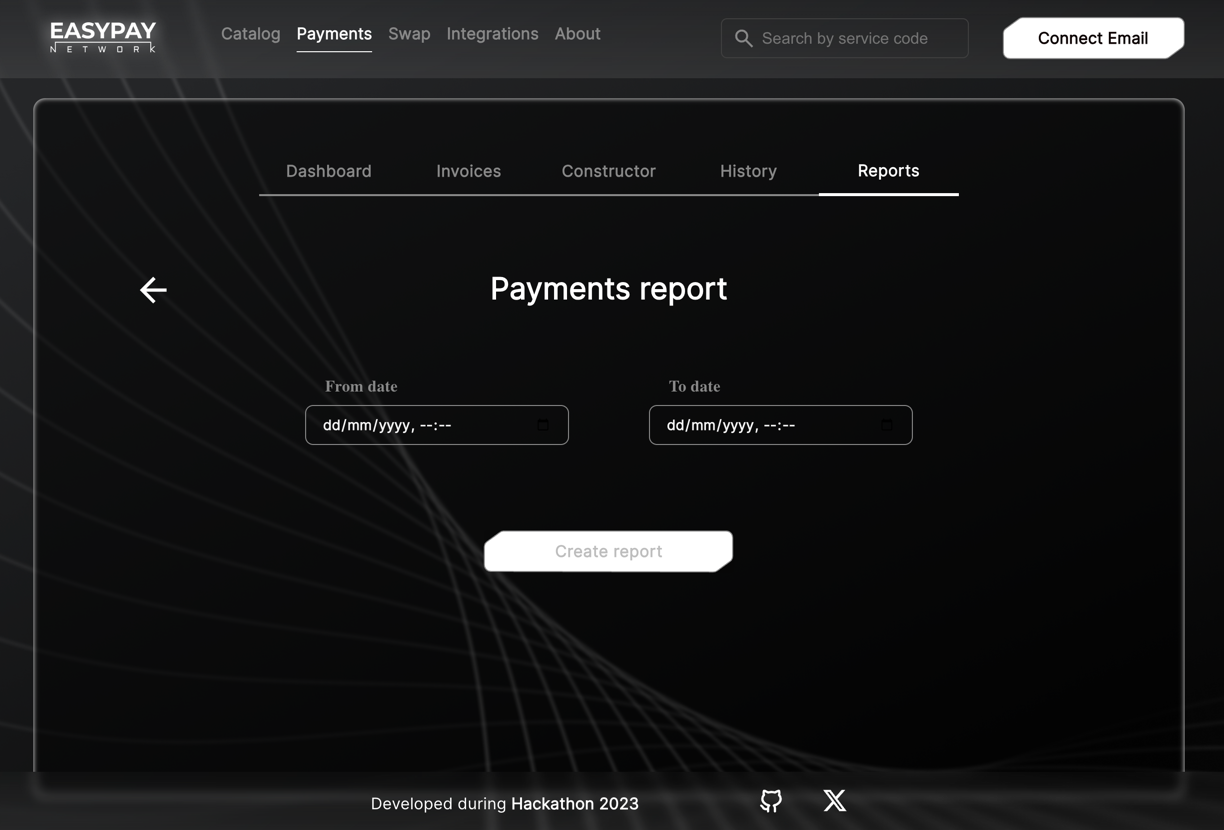 EASYPAY
NETWORK
Catalog Payments Swap Integrations About
Search by service code
Connect Email
Dashboard Invoices Constructor History Reports
Payments report
From date To date
dd/mm/yyyy, --:-- dd/mm/yyyy, --:--
Create report
Developed during Hackathon 2023